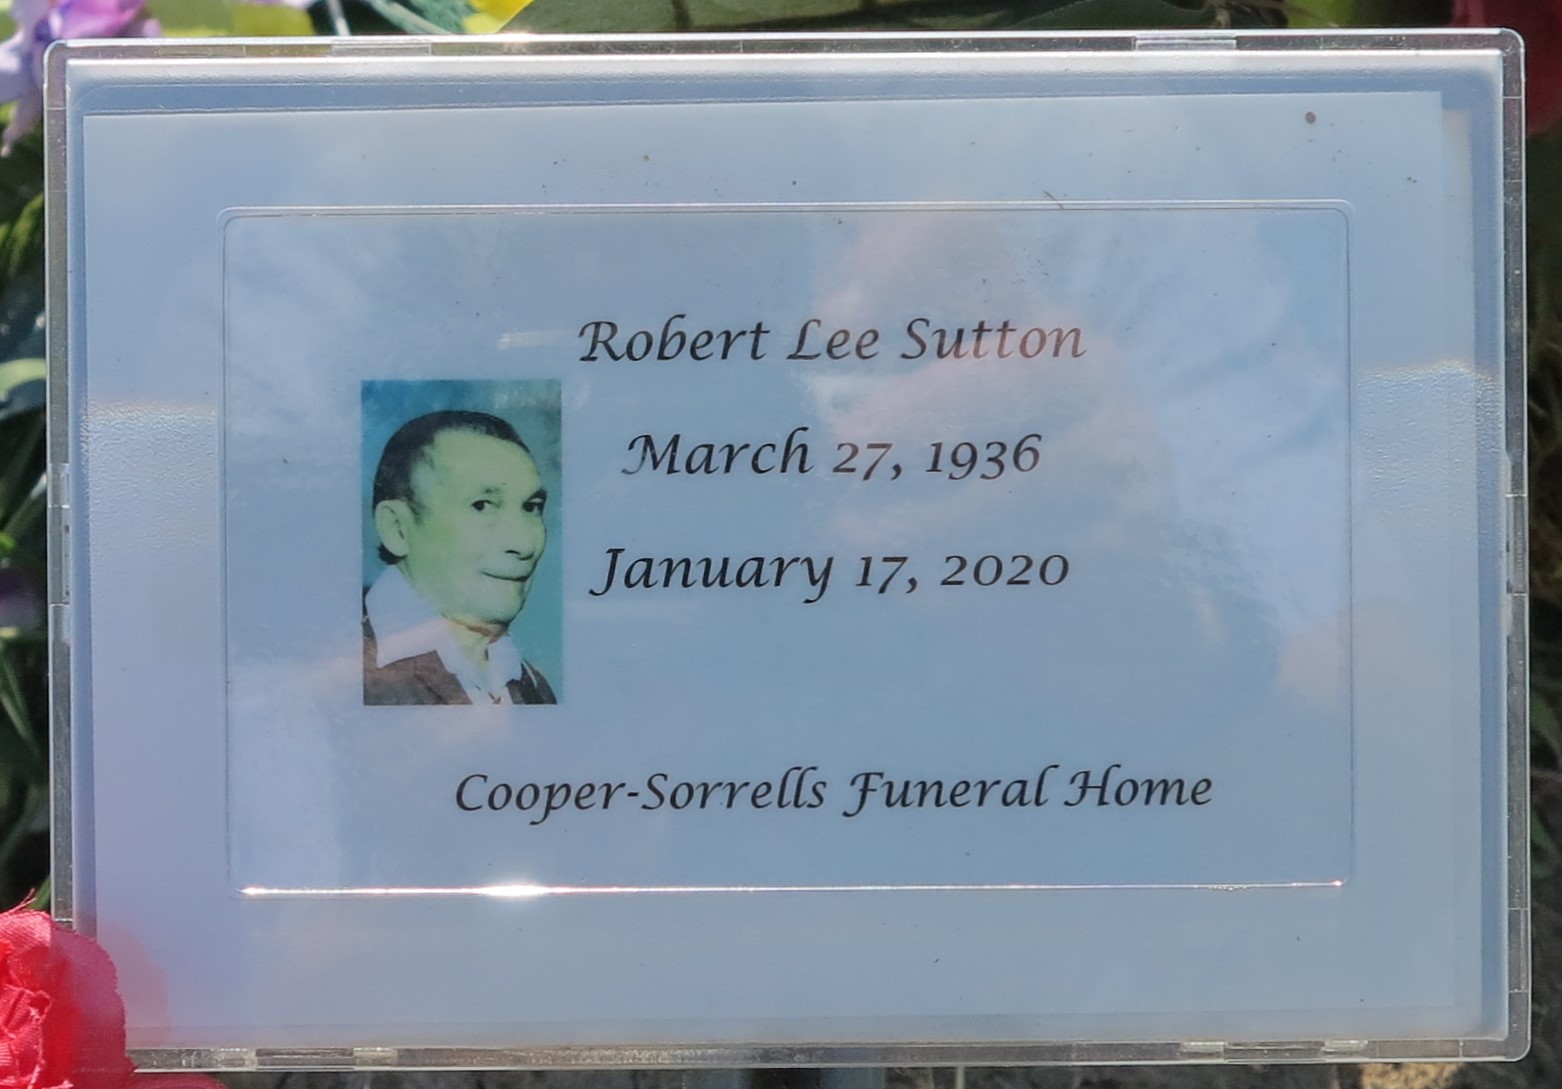 Robert Lee Sutton
March 27, 1936
January 17, 2020
Cooper-Sorrells Funeral Home